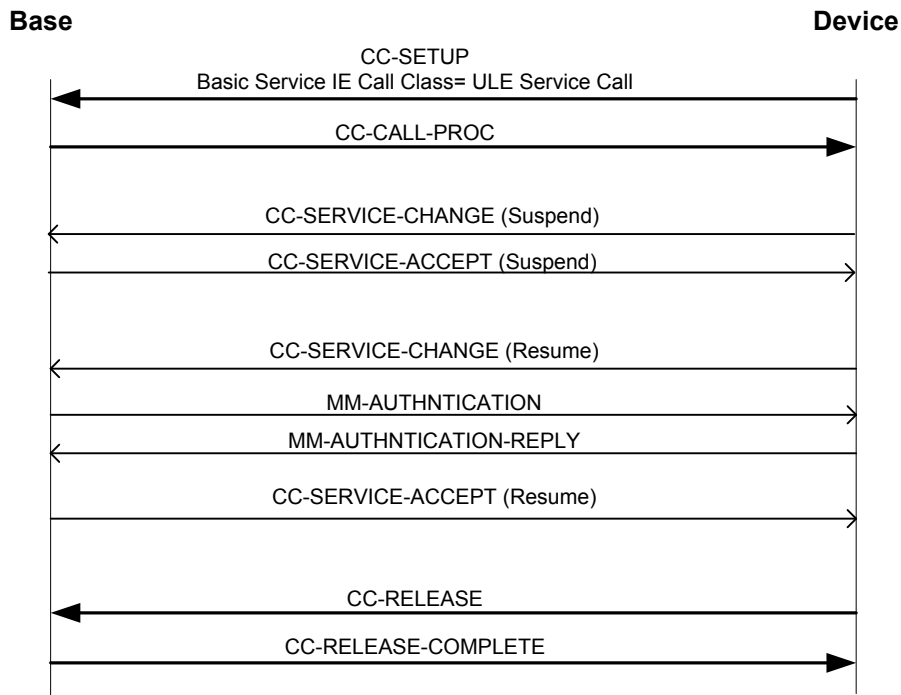 Base
Device
CC-SETUP
Basic Service IE Call Class= ULE Service Call
CC-CALL-PROC
CC-SERVICE-CHANGE (Suspend)
CC-SERVICE-ACCEPT (Suspend)
CC-SERVICE-CHANGE (Resume)
MM-AUTHNTICATION
MM-AUTHNTICATION-REPLY
CC-SERVICE-ACCEPT (Resume)
CC-RELEASE
CC-RELEASE-COMPLETE